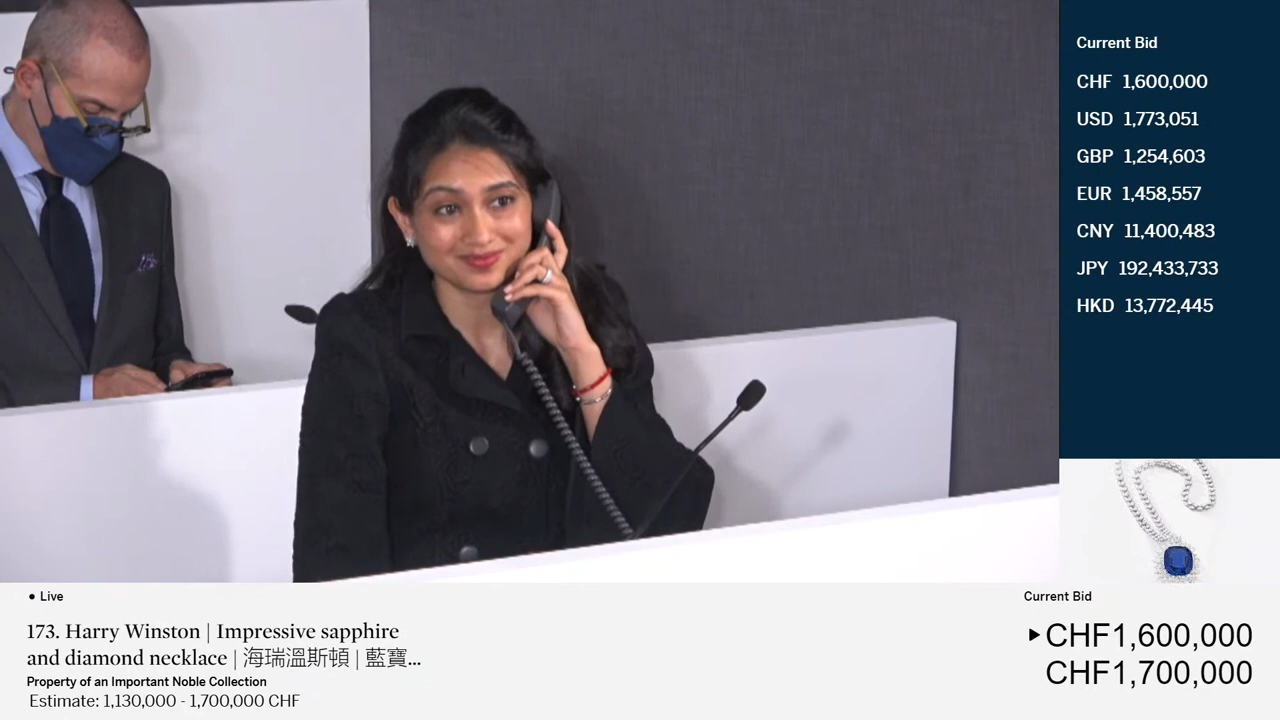 Current Bid
CHF 1,600,000
USD 1,773,051
GBP 1,254,603
EUR 1,458,557
CNY 11,400,483
JPY 192,433,733
HKD 13,772,445
• Live
173. Harry Winston | Impressive sapphire
and diamond necklace | 海瑞溫斯頓 | 藍寶...
Property of an Important Noble Collection
Estimate: 1,130,000 - 1,700,000 CHF
Current Bid
CHF1,600,000
CHF1,700,000